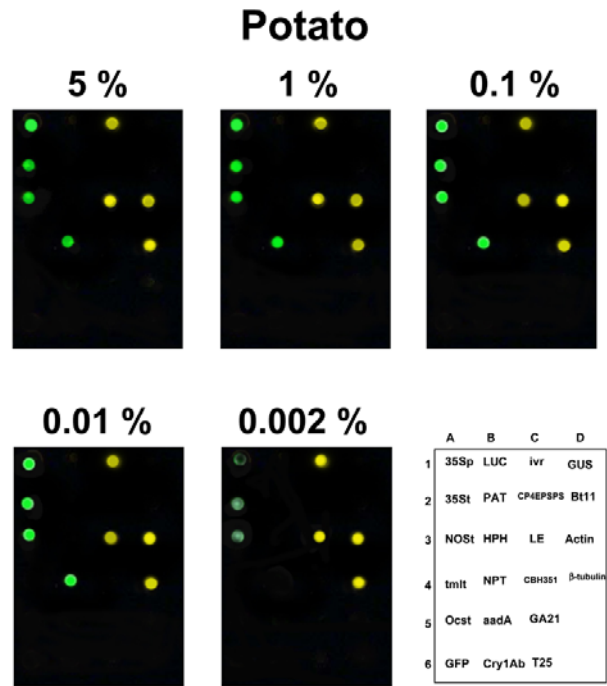 Potato
5 % 1 % 0.1 %
0.01 % 0.002 %
A B C D
1 35Sp LUC ivr GUS
2 35St PAT CP4EPSPS Bt11
3 NOSt HPH LE Actin
4 tmlt NPT CBH351 β-tubulin
5 Ocst aadA GA21
6 GFP Cry1Ab T25